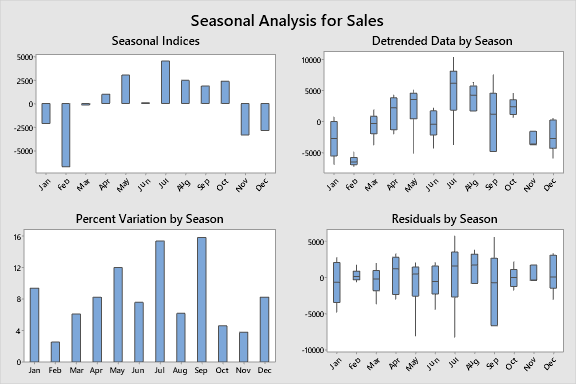 Seasonal Analysis for Sales
Seasonal Indices
5000
2500
0
-2500
-5000
Jan Feb Mar Apr May Jun Jul Aug Sep Oct Nov Dec
Detrended Data by Season
10000
5000
0
-5000
Jan Feb Mar Apr May Jun Jul Aug Sep Oct Nov Dec
Percent Variation by Season
16
12
8
4
0
Jan Feb Mar Apr May Jun Jul Aug Sep Oct Nov Dec
Residuals by Season
5000
0
-5000
-10000
Jan Feb Mar Apr May Jun Jul Aug Sep Oct Nov Dec